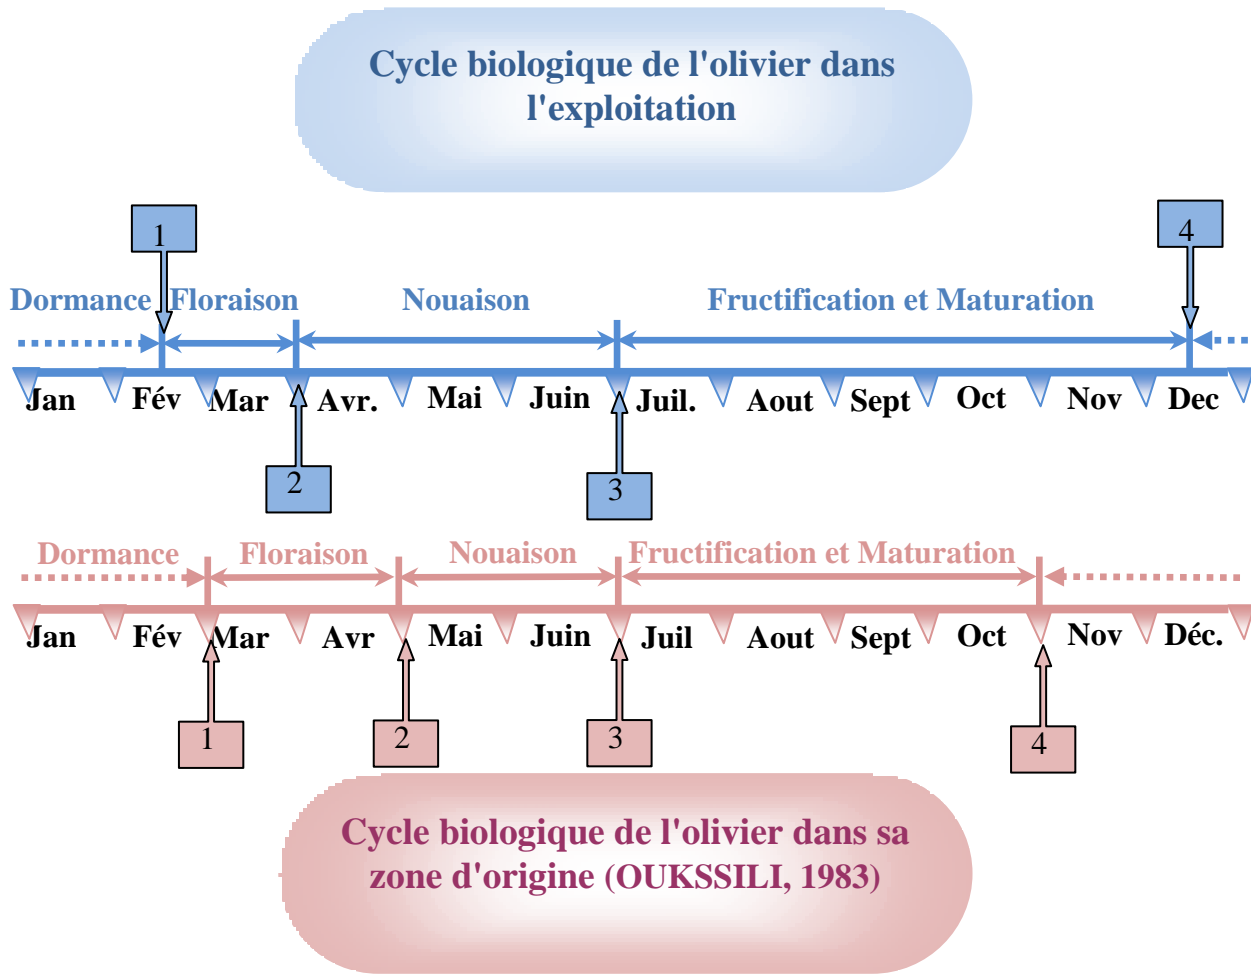 Cycle biologique de l'olivier dans
l'exploitation
1
4
Dormance Floraison Nouaison Fructification et Maturation
Jan Fév Mar Avr. Mai Juin Juil. Aout Sept Oct Nov Dec
2
3
Dormance Floraison Nouaison Fructification et Maturation
Jan Fév Mar Avr Mai Juin Juil Aout Sept Oct Nov Déc.
1
2
3
4
Cycle biologique de l'olivier dans sa
zone d'origine (OUKSSILI, 1983)